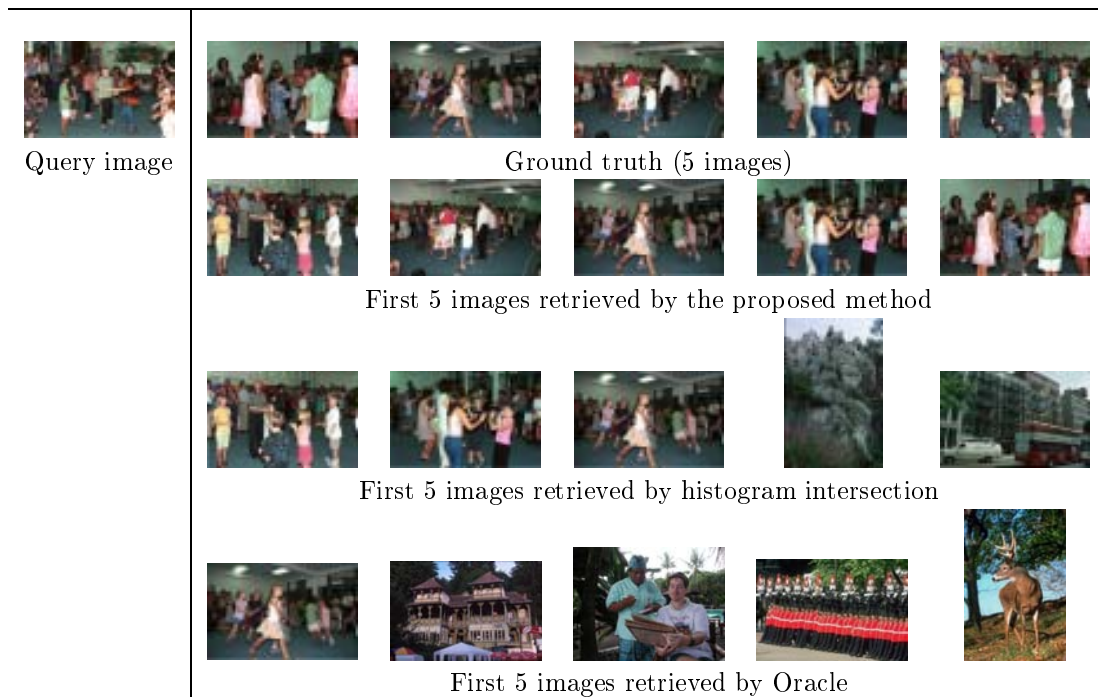 Query image
Ground truth (5 images)
First 5 images retrieved by the proposed method
First 5 images retrieved by histogram intersection
First 5 images retrieved by Oracle